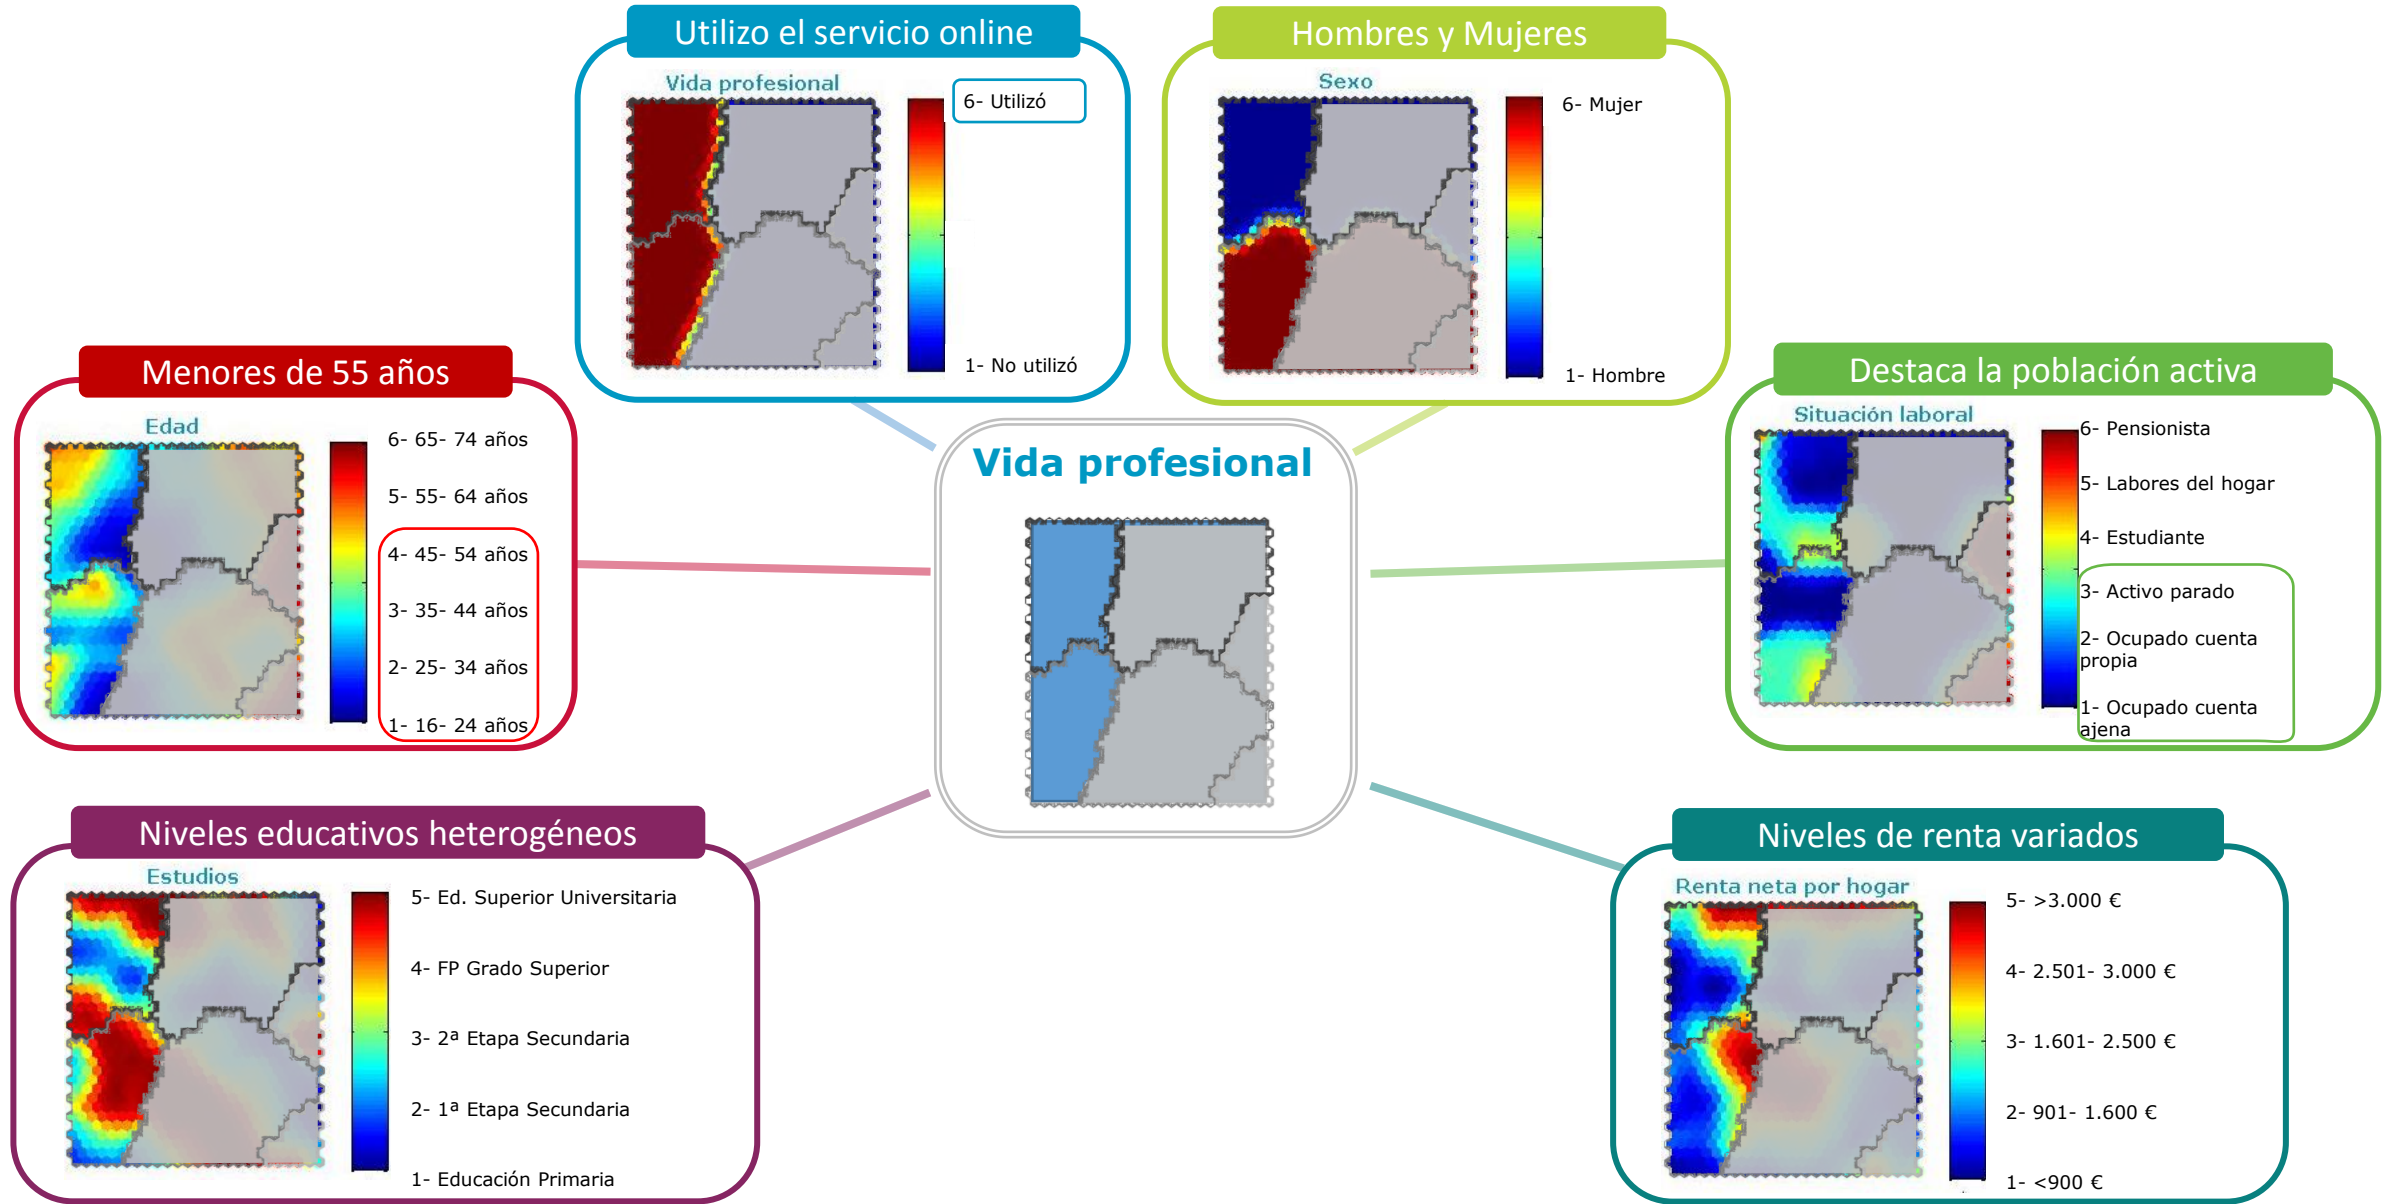 Utilizo el servicio online
Vida profesional
6- Utilizó
1- No utilizó
Hombres y Mujeres
Sexo
6- Mujer
1- Hombre
Menores de 55 años
Edad
6- 65- 74 años
5- 55- 64 años
4- 45- 54 años
3- 35- 44 años
2- 25- 34 años
1- 16- 24 años
Vida profesional
Destaca la población activa
Situación laboral
6- Pensionista
5- Labores del hogar
4- Estudiante
3- Activo parado
2- Ocupado cuenta
propia
1- Ocupado cuenta
ajena
Niveles educativos heterogéneos
Estudios
5- Ed. Superior Universitaria
4- FP Grado Superior
3- 2ª Etapa Secundaria
2- 1ª Etapa Secundaria
1- Educación Primaria
Niveles de renta variados
Renta neta por hogar
5- >3.000 €
4- 2.501- 3.000 €
3- 1.601- 2.500 €
2- 901- 1.600 €
1- <900 €